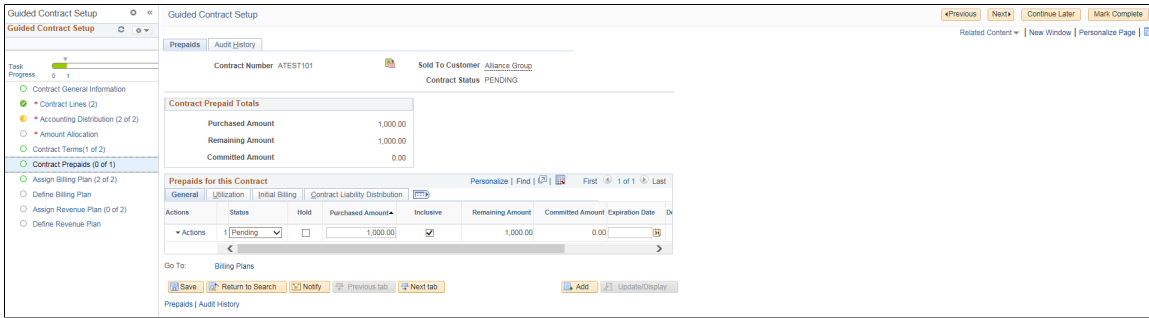 Guided Contract Setup
«
Guided Contract Setup
Task
Progress
0 1
Contract General Information
* Contract Lines (2)
* Accounting Distribution (2 of 2)
* Amount Allocation
Contract Terms(1 of 2)
Contract Prepaids (0 of 1)
Assign Billing Plan (2 of 2)
Define Billing Plan
Assign Revenue Plan (0 of 2)
Define Revenue Plan
Guided Contract Setup
Previous Next Continue Later Mark Complete
Related Content | New Window | Personalize Page |
Prepaids Audit History
Contract Number ATEST101 Sold To Customer Alliance Group
Contract Status PENDING
Contract Prepaid Totals
Purchased Amount 1,000.00
Remaining Amount 1,000.00
Committed Amount 0.00
Prepaids for this Contract Personalize | Find | | First 1 of 1 Last
General Utilization Initial Billing Contract Liability Distribution
Actions Status Hold Purchased Amount Inclusive Remaining Amount Committed Amount Expiration Date
Actions 1 Pending 1,000.00 1,000.00 0.00
Go To: Billing Plans
Save Return to Search Notify Previous tab Next tab Add Update/Display
Prepaids | Audit History